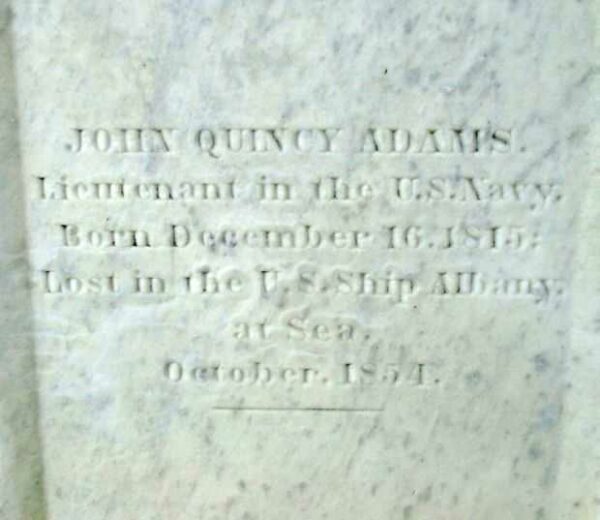 JOHN QUINCY ADAMS.
Lieutenant in the U.S. Navy.
Born December 16. 1815:
Lost in the U.S. Ship Albany.
at Sea.
October. 1854.